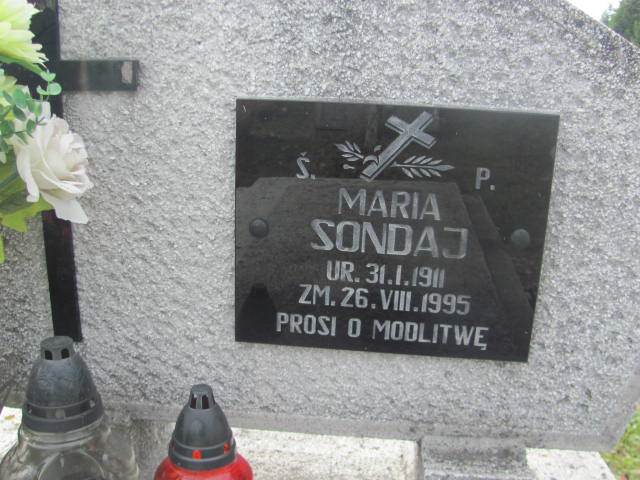 Ś. P.
MARIA
SONDAJ
UR. 31.I.1911
ZM. 26.VIII.1995
PROSI O MODLITWĘ